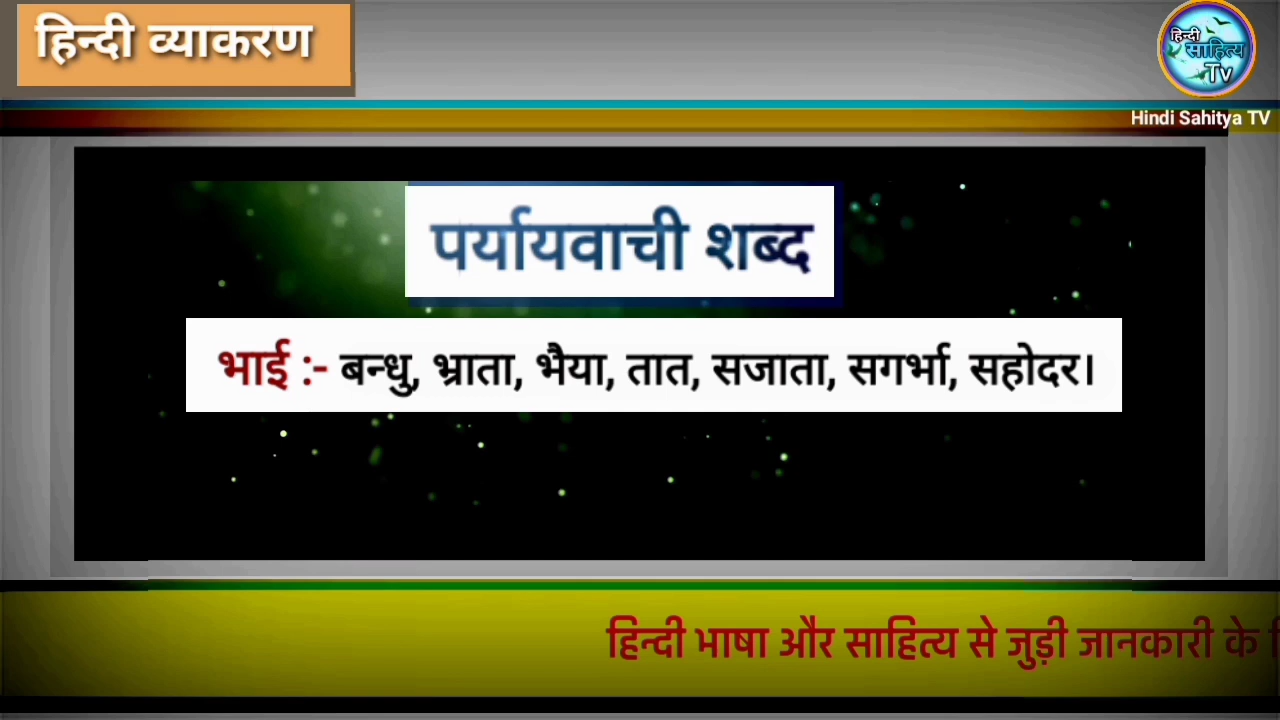 हिन्दी व्याकरण
हिन्दी
साहित्य
Tv
Hindi Sahitya TV
पर्यायवाची शब्द
भाई :- बन्धु, भ्राता, भैया, तात, सजाता, सगर्भा, सहोदर।
हिन्दी भाषा और साहित्य से जुड़ी जानकारी के